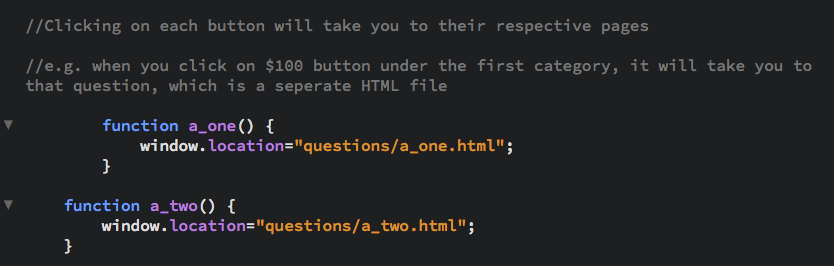 //Clicking on each button will take you to their respective pages
//e.g. when you click on $100 button under the first category, it will take you to
that question, which is a seperate HTML file
function a_one() {
window.location="questions/a_one.html";
}
function a_two() {
window.location="questions/a_two.html";
}